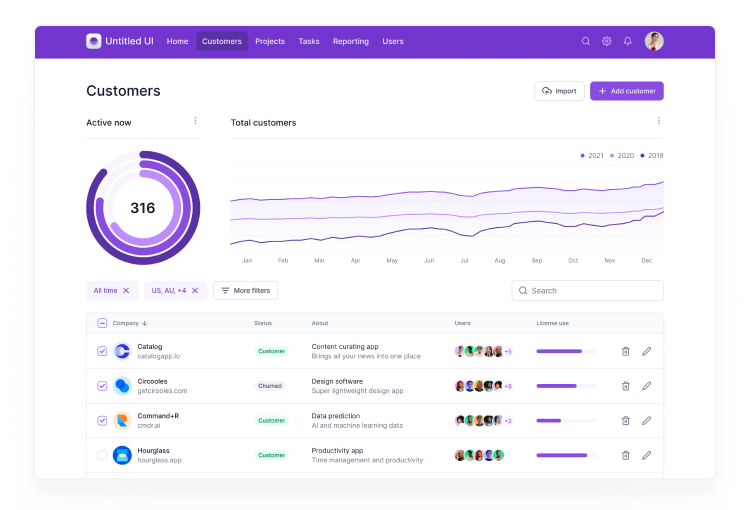 Untitled UI Home Customers Projects Tasks Reporting Users
Customers
Import
Add customer
Active now
316
Total customers
2021 2020 2019
Jan Feb Mar Apr May Jun Jul Aug Sep Oct Nov Dec
All time
US, AU, +4
More filters
Search
Company Status About Users License use
Catalog
catalogapp.io
Customer
Content curating app
Brings all your news into one place
+5
Circooles
getcirooles.com
Churned
Design software
Super lightweight design app
+8
Command+R
cmdr.ai
Customer
Data prediction
AI and machine learning data
+2
Hourglass
hourglass.app
Customer
Productivity app
Time management and productivity